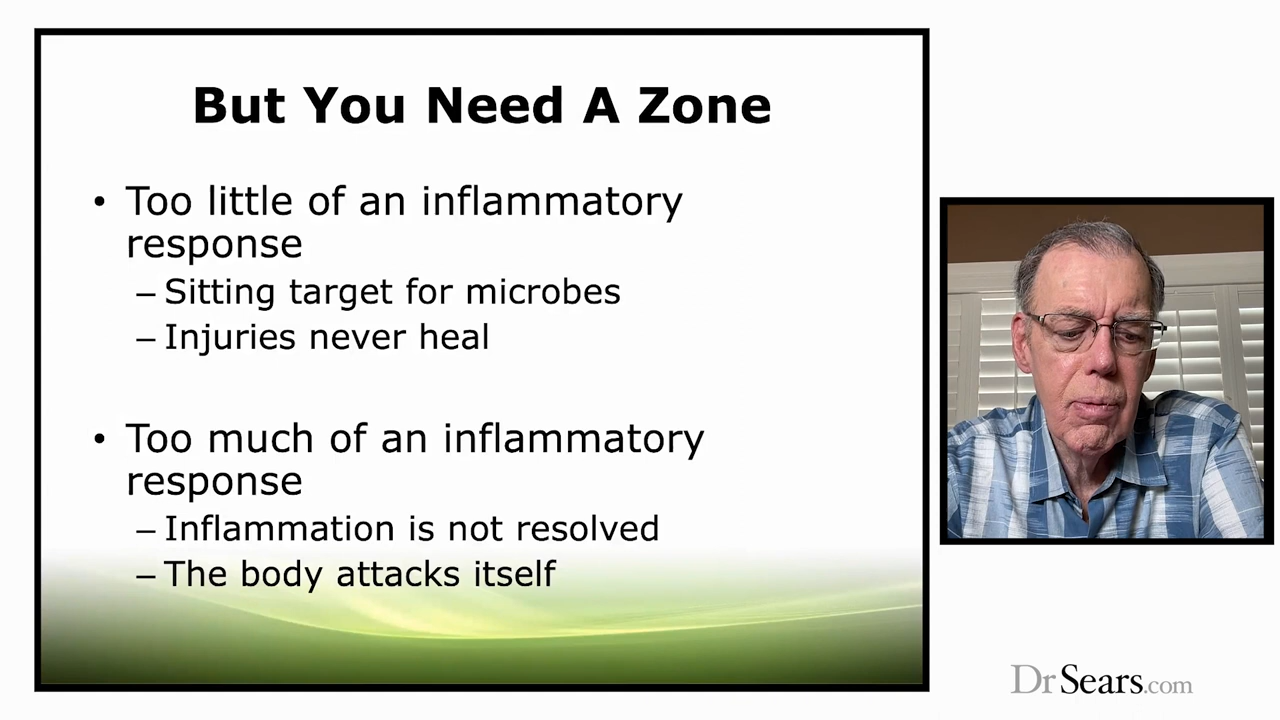 But You Need A Zone
• Too little of an inflammatory
response
– Sitting target for microbes
– Injuries never heal
• Too much of an inflammatory
response
– Inflammation is not resolved
– The body attacks itself
DrSears.com